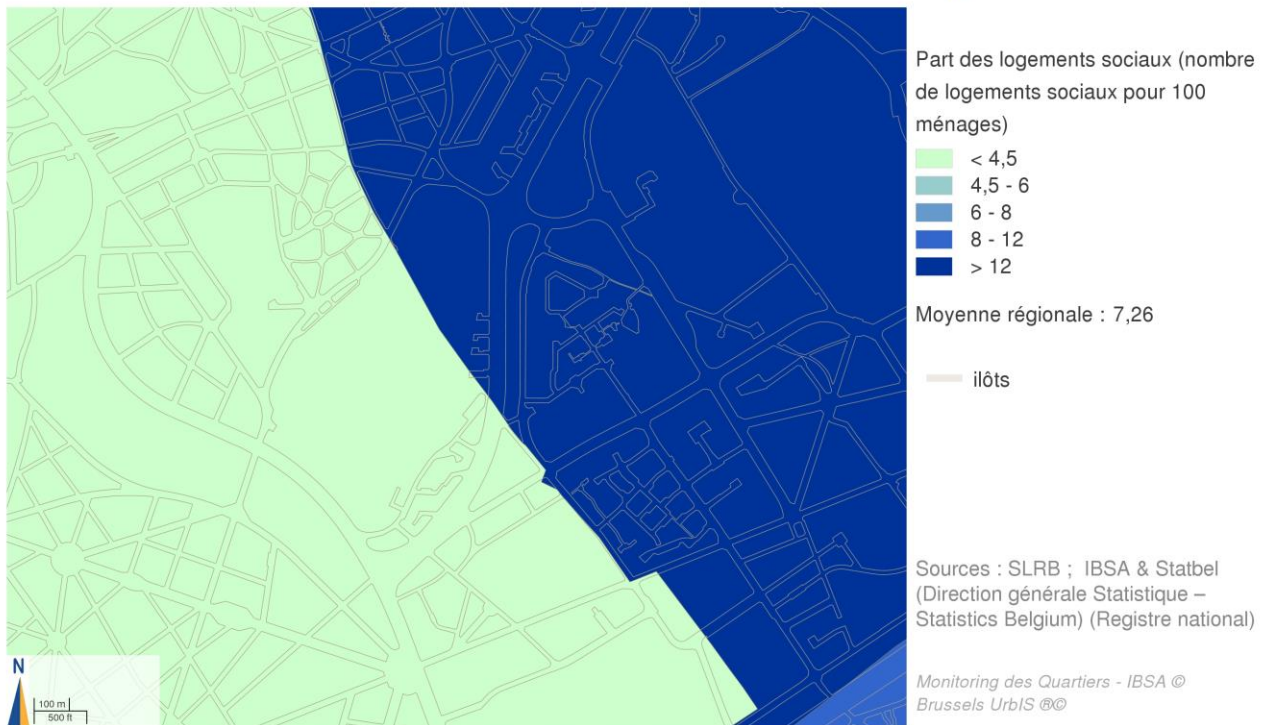 Part des logements sociaux (nombre
de logements sociaux pour 100
ménages)
< 4,5
4,5 - 6
6 - 8
8 - 12
> 12
Moyenne régionale : 7,26
ilôts
Sources : SLRB ; IBSA & Statbel
(Direction générale Statistique –
Statistics Belgium) (Registre national)
Monitoring des Quartiers - IBSA ©
Brussels UrbIS ®©
N
100 m
500 ft